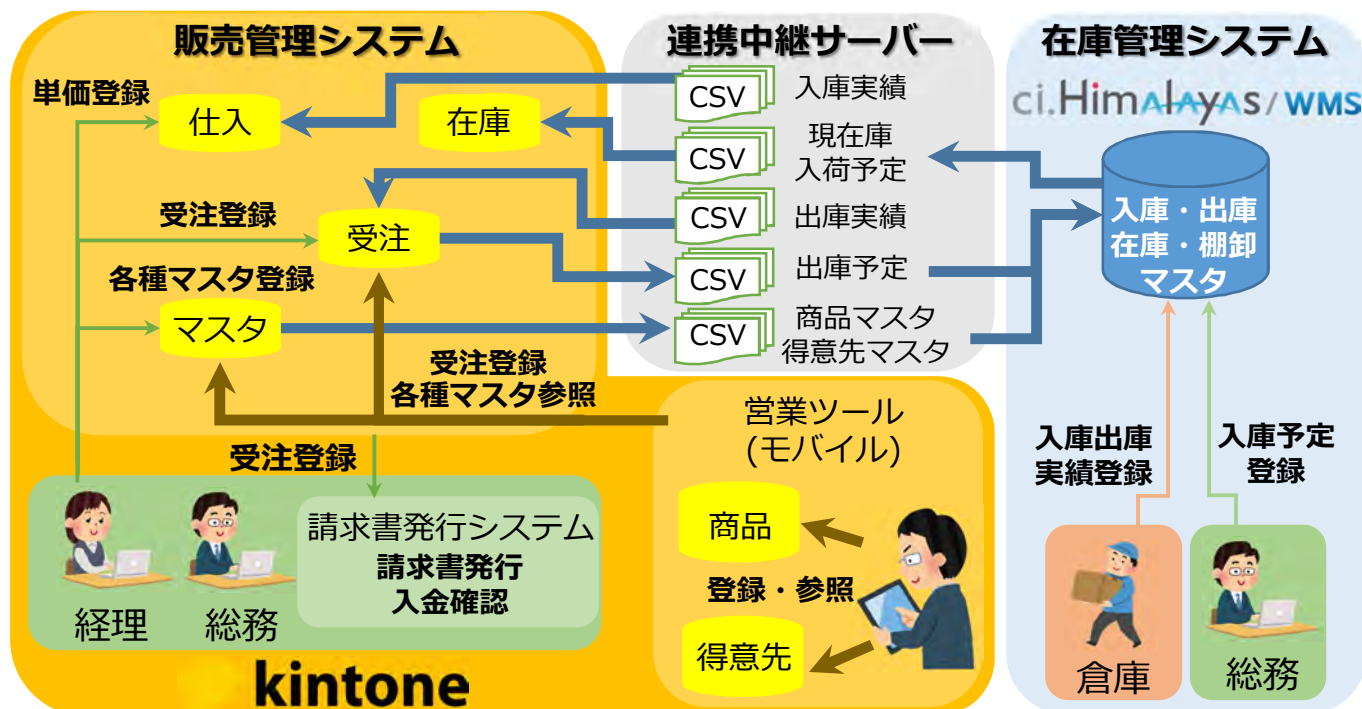 販売管理システム
単価登録
仕入
在庫
受注登録
受注
各種マスタ登録
マスタ
受注登録
各種マスタ参照
連携中継サーバー
CSV
入庫実績
CSV
現在庫
入荷予定
CSV
出庫実績
CSV
出庫予定
CSV
商品マスタ
得意先マスタ
在庫管理システム
ci.Himalayas/WMS
入庫・出庫
在庫・棚卸
マスタ
受注登録
経理
総務
請求書発行システム
請求書発行
入金確認
kintone
営業ツール
(モバイル)
商品
登録・参照
得意先
入庫出庫
実績登録
入庫予定
登録
倉庫
総務